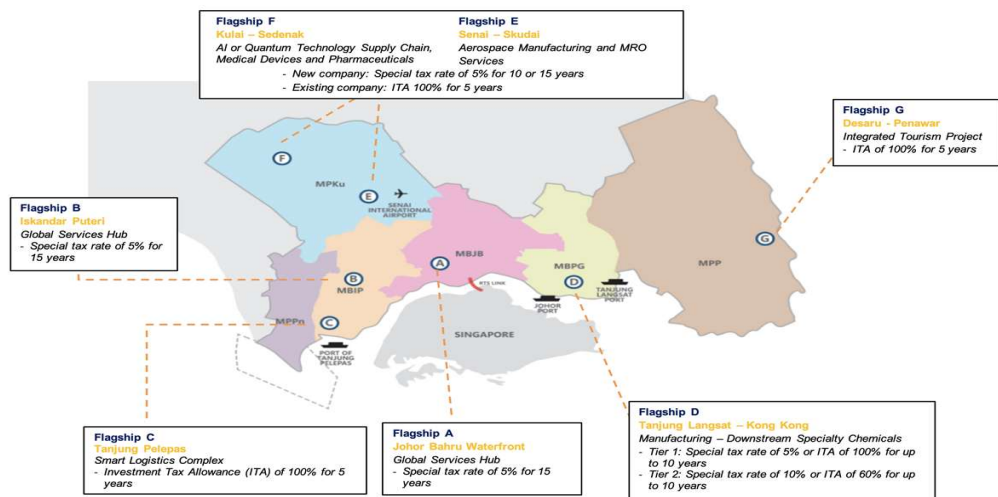 Flagship F
Kulai – Sedenak
AI or Quantum Technology Supply Chain,
Medical Devices and Pharmaceuticals
Flagship E
Senai – Skudai
Aerospace Manufacturing and MRO
Services
- New company: Special tax rate of 5% for 10 or 15 years
- Existing company: ITA 100% for 5 years
Flagship G
Desaru - Penawar
Integrated Tourism Project
- ITA of 100% for 5 years
Flagship B
Iskandar Puteri
Global Services Hub
- Special tax rate of 5% for
15 years
F
MPKu
E
SENAI
INTERNATIONAL
AIRPORT
B
MBIP
A
MBJB
MBPG
D
MPP
G
MPPn
C
RTS LINK
JOHOR
PORT
TANJUNG
LANGSAT
PORT
PORT OF
TANJUNG
PELEPAS
SINGAPORE
Flagship C
Tanjung Pelepas
Smart Logistics Complex
- Investment Tax Allowance (ITA) of 100% for 5
years
Flagship A
Johor Bahru Waterfront
Global Services Hub
- Special tax rate of 5% for 15
years
Flagship D
Tanjung Langsat – Kong Kong
Manufacturing – Downstream Specialty Chemicals
- Tier 1: Special tax rate of 5% or ITA of 100% for up
to 10 years
- Tier 2: Special tax rate of 10% or ITA of 60% for up
to 10 years